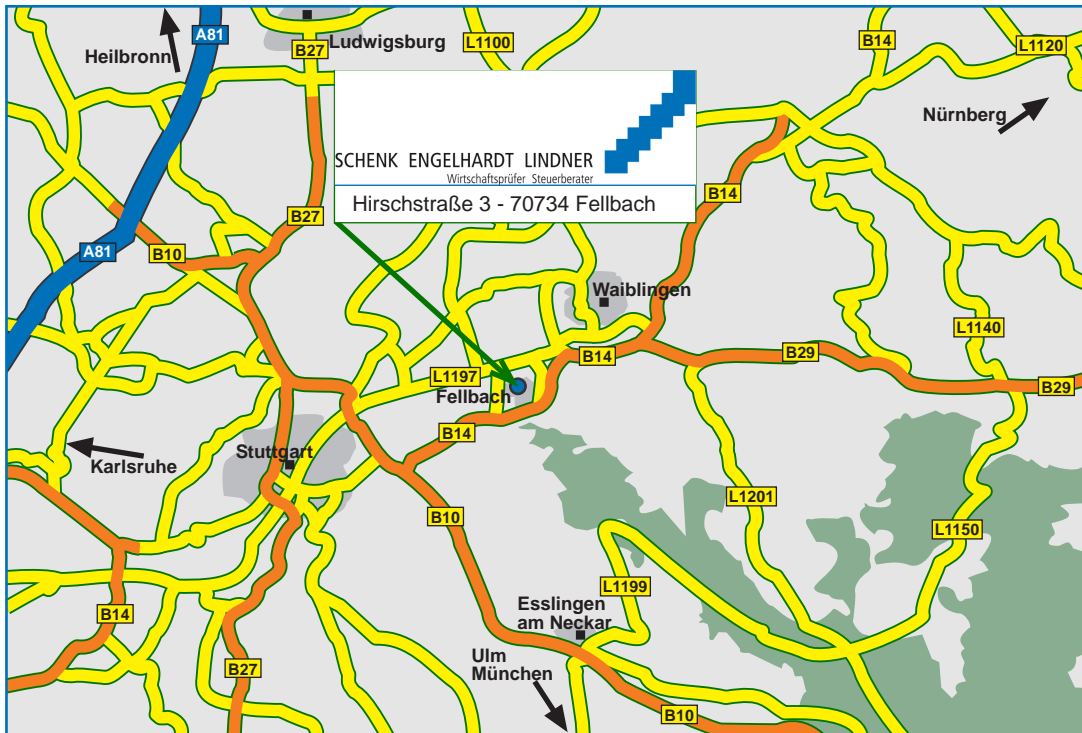 A81
B27
Ludwigsburg
L1100
B14
L1120
Heilbronn
Nürnberg
SCHENK ENGELHARDT LINDNER
Wirtschaftsprüfer Steuerberater
Hirschstraße 3 - 70734 Fellbach
B14
B27
A81
B10
Waiblingen
L1140
B14
B29
L1197
Fellbach
B29
B14
Stuttgart
Karlsruhe
L1201
B10
L1150
L1199
B14
Esslingen
am Neckar
B27
Ulm
München
B10